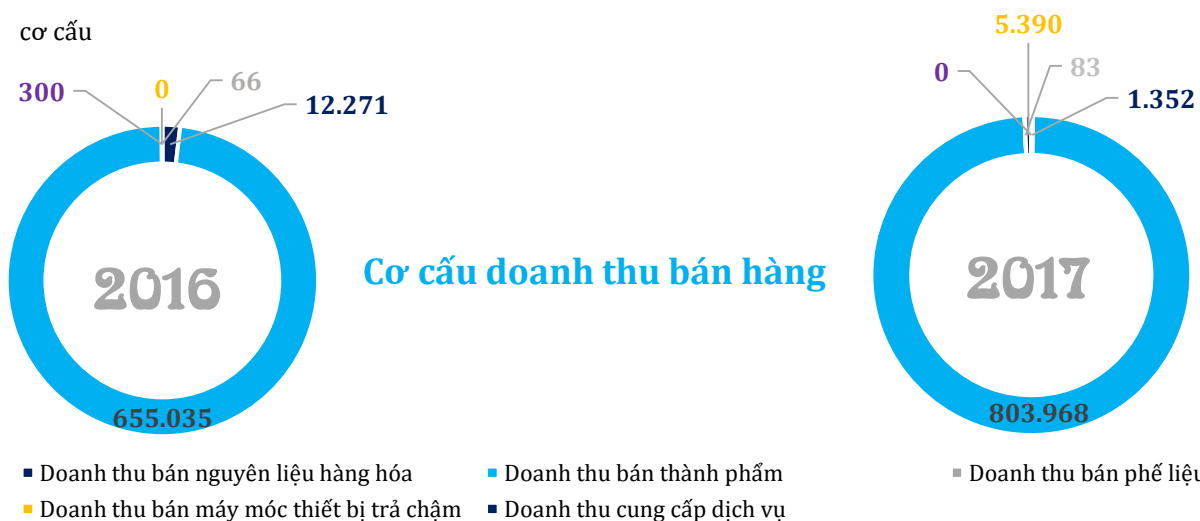 cơ cấu
300
0
66
12.271
2016
655.035
Cơ cấu doanh thu bán hàng
5.390
0
83
1.352
2017
803.968
Doanh thu bán nguyên liệu hàng hóa
Doanh thu bán thành phẩm
Doanh thu bán phế liệu
Doanh thu bán máy móc thiết bị trả chậm
Doanh thu cung cấp dịch vụ